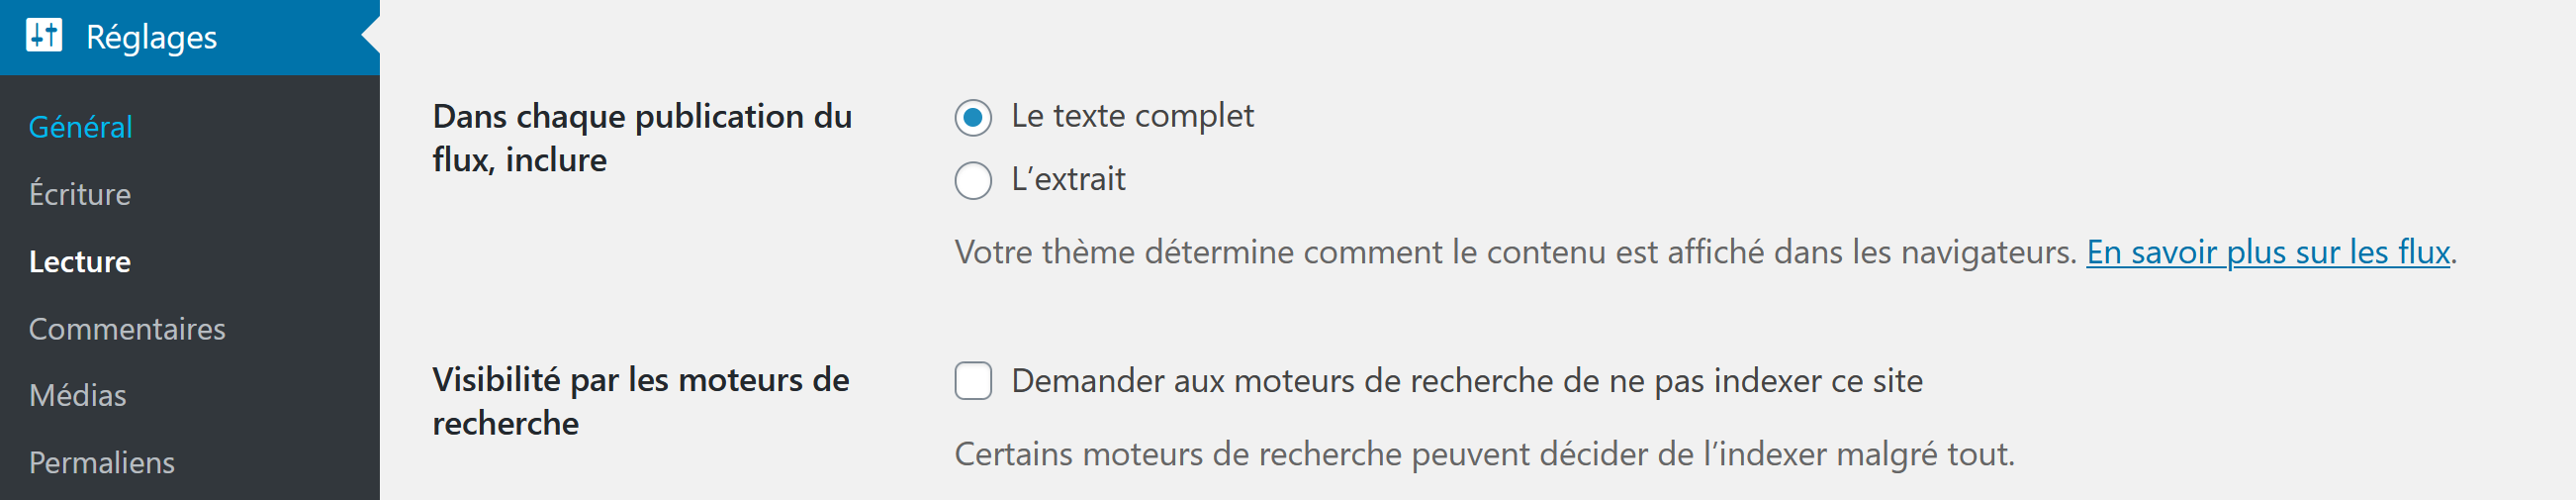 Réglages
Général
Écriture
Lecture
Commentaires
Médias
Permaliens
Dans chaque publication du
flux, inclure
Le texte complet
L’extrait
Votre thème détermine comment le contenu est affiché dans les navigateurs. En savoir plus sur les flux.
Visibilité par les moteurs de
recherche
Demander aux moteurs de recherche de ne pas indexer ce site
Certains moteurs de recherche peuvent décider de l’indexer malgré tout.